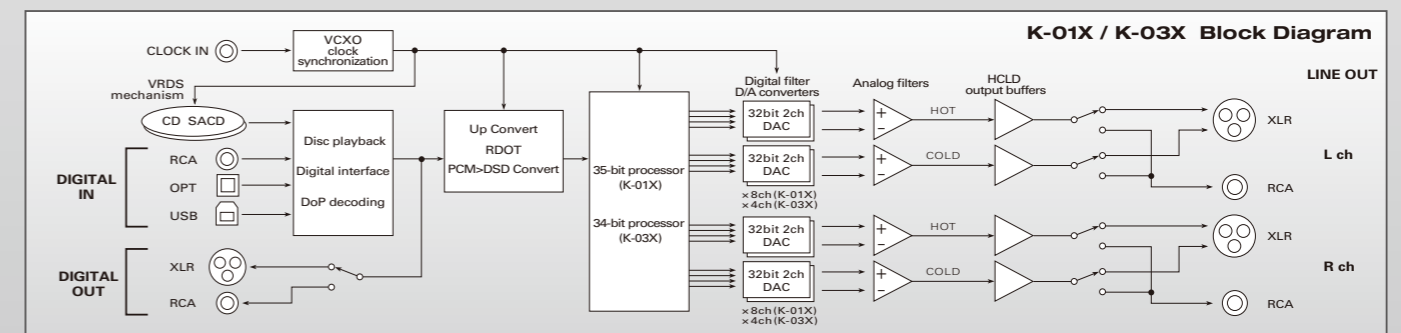 K-01X / K-03X Block Diagram
CLOCK IN
VCXO
clock
synchronization
VRDS
mechanism
CD SACD
DIGITAL
IN
RCA
OPT
USB
Disc playback
Digital interface
DoP decoding
DIGITAL
OUT
XLR
RCA
Up Convert
RDOT
PCM>DSD Convert
35-bit processor
(K-01X)
34-bit processor
(K-03X)
Digital filter
D/A converters
32bit 2ch
DAC
32bit 2ch
DAC
×8ch(K-01X)
×4ch(K-03X)
32bit 2ch
DAC
32bit 2ch
DAC
×8ch(K-01X)
×4ch(K-03X)
Analog filters
+
−
HOT
+
−
COLD
+
−
HOT
+
−
COLD
HCLD
output buffers
LINE OUT
XLR
L ch
RCA
XLR
R ch
RCA